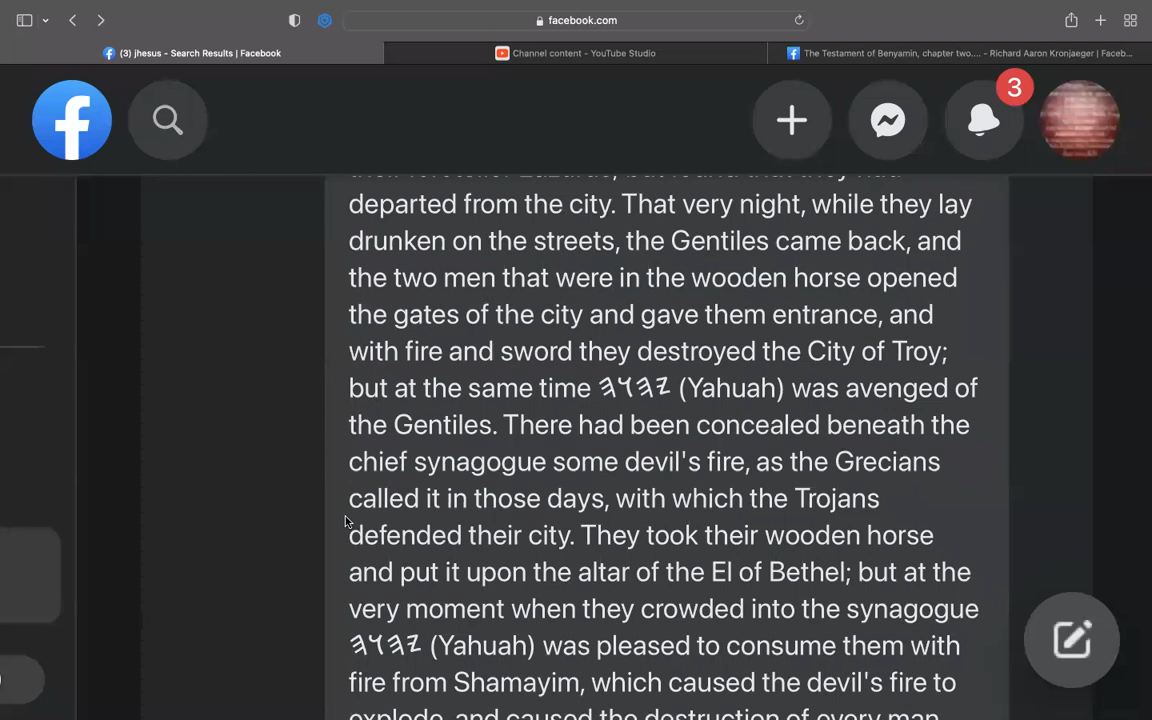 facebook.com
(3) jhesus - Search Results | Facebook
Channel content - YouTube Studio
The Testament of Benyamin, chapter two.... - Richard Aaron Kronjaeger | Faceb...
3
departed from the city. That very night, while they lay
drunken on the streets, the Gentiles came back, and
the two men that were in the wooden horse opened
the gates of the city and gave them entrance, and
with fire and sword they destroyed the City of Troy;
but at the same time 𐤉𐤄𐤅𐤄 (Yahuah) was avenged of
the Gentiles. There had been concealed beneath the
chief synagogue some devil's fire, as the Grecians
called it in those days, with which the Trojans
defended their city. They took their wooden horse
and put it upon the altar of the El of Bethel; but at the
very moment when they crowded into the synagogue
𐤉𐤄𐤅𐤄 (Yahuah) was pleased to consume them with
fire from Shamayim, which caused the devil's fire to
explode, and caused the destruction of every man